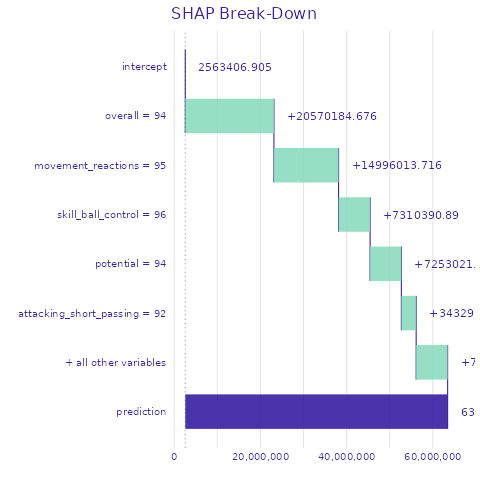 SHAP Break-Down
intercept 2563406.905
overall = 94 +20570184.676
movement_reactions = 95 +14996013.716
skill_ball_control = 96 +7310390.89
potential = 94 +7253021.
attacking_short_passing = 92 +34329
+ all other variables +7
prediction 63
0 20,000,000 40,000,000 60,000,000